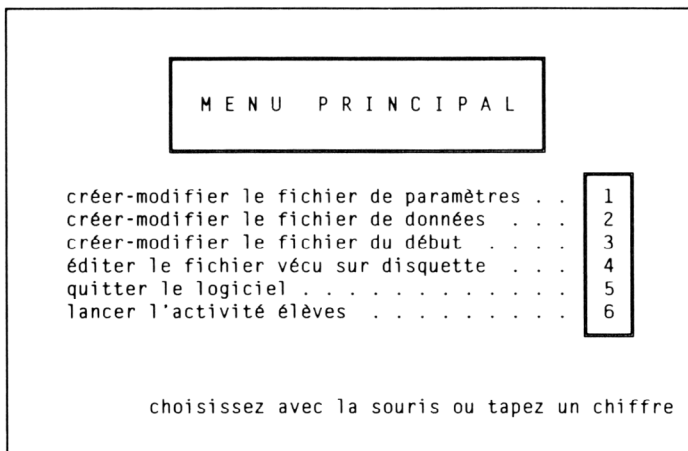 MENU PRINCIPAL
créer-modifier le fichier de paramètres . . 1
créer-modifier le fichier de données . . . 2
créer-modifier le fichier du début . . . . 3
éditer le fichier vécu sur disquette . . . 4
quitter le logiciel . . . . . . . . . . . . 5
lancer l'activité élèves . . . . . . . . . 6
choisissez avec la souris ou tapez un chiffre